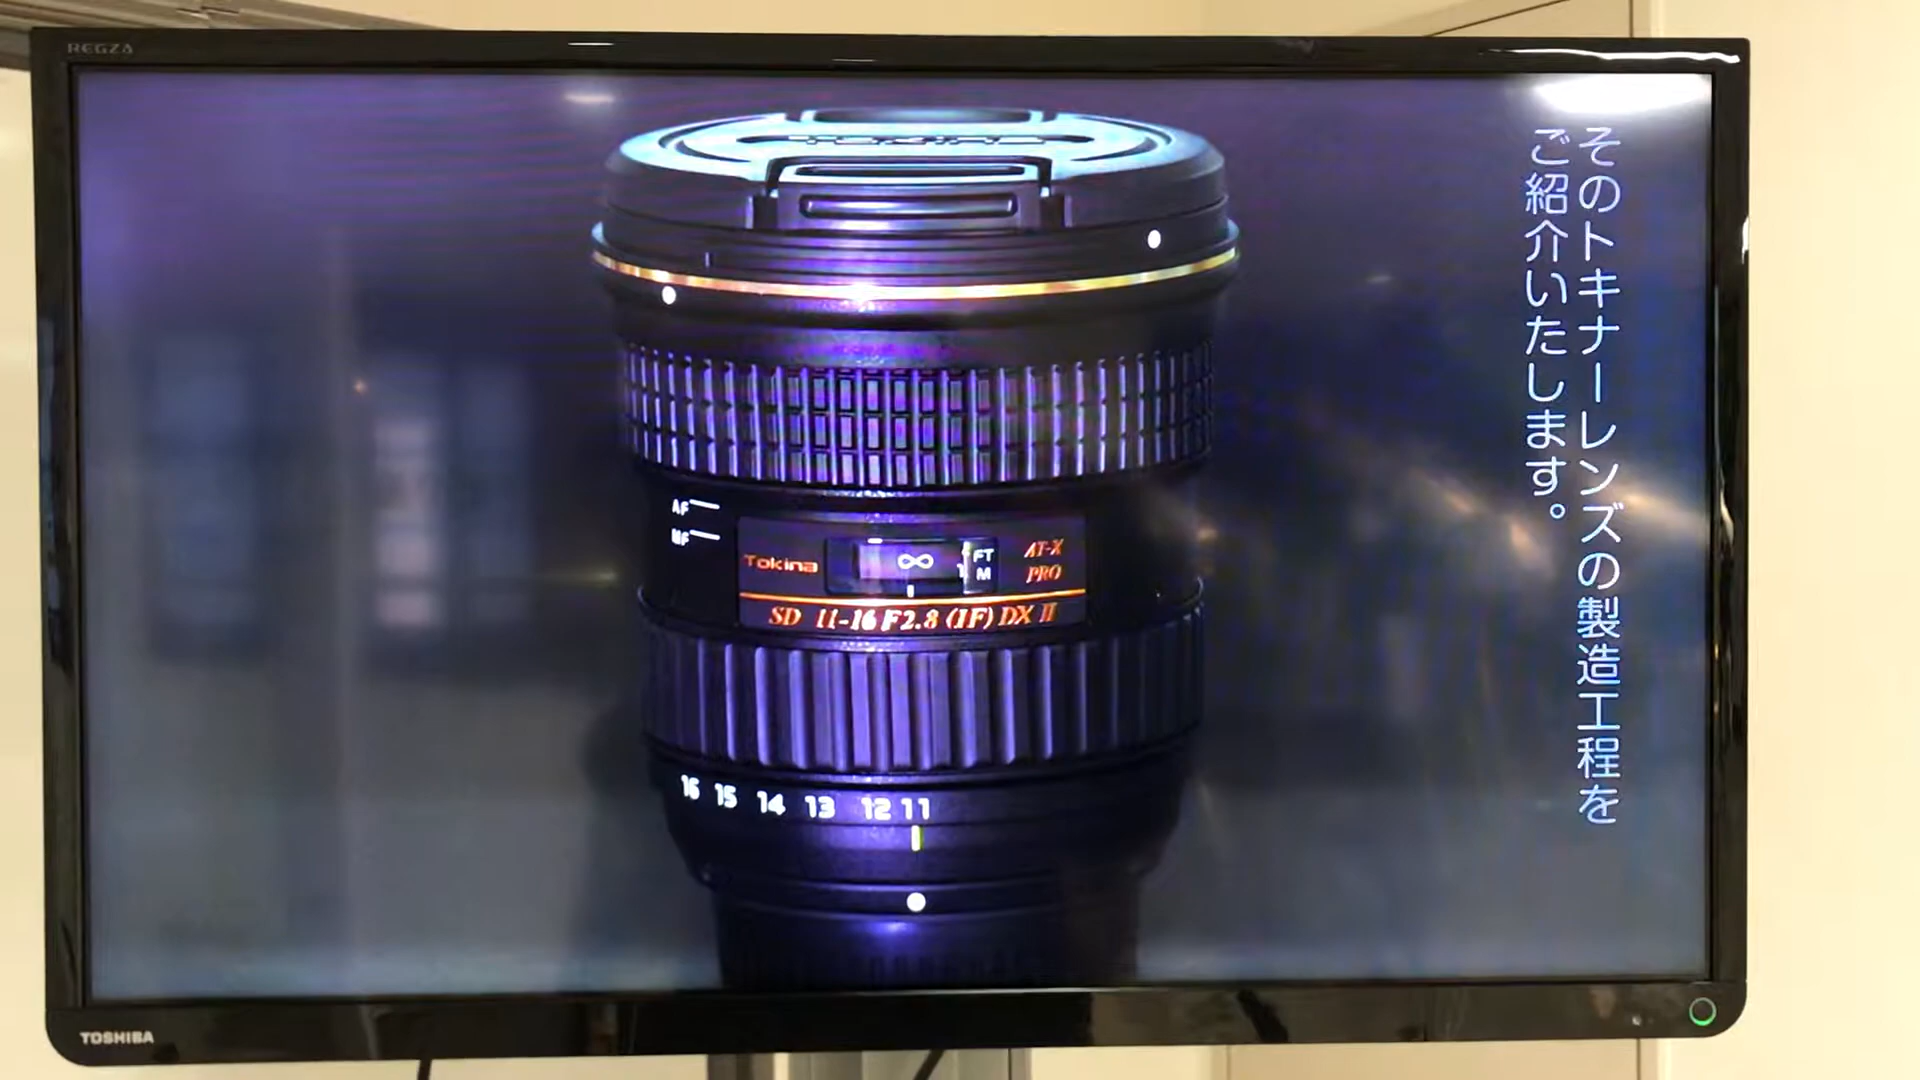 REGZA
TOKINA
そのトキナーレンズの製造工程を
ご紹介いたします。
AF
MF
Tokina
∞
1
FT
M
AT-X
PRO
SD 11-16 F2.8 (IF) DX II
16 15 14 13 12 11
TOSHIBA